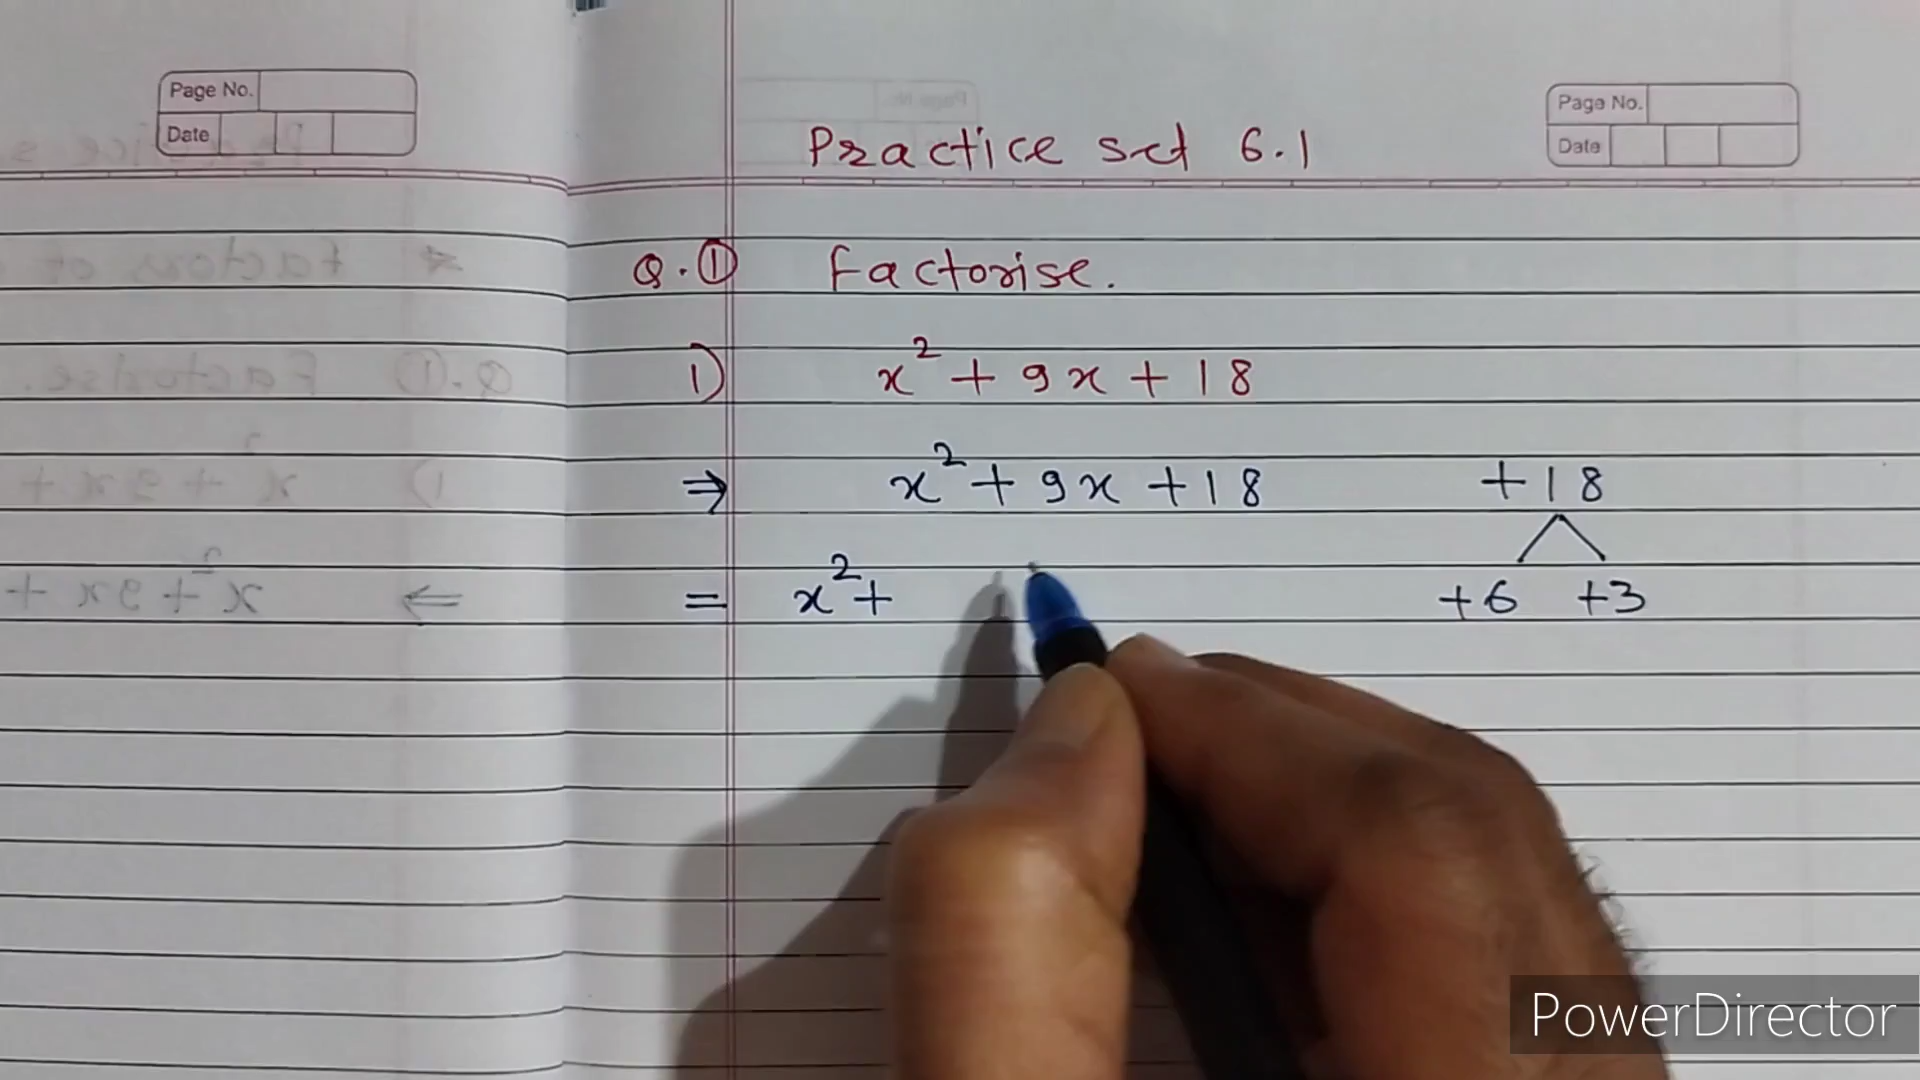 Page No.
Date
Page No.
Date
Practice set 6.1
Q.① Factorise.
1) x² + 9x + 18
⇒ x² + 9x + 18 +18
= x² + +6 +3
PowerDirector